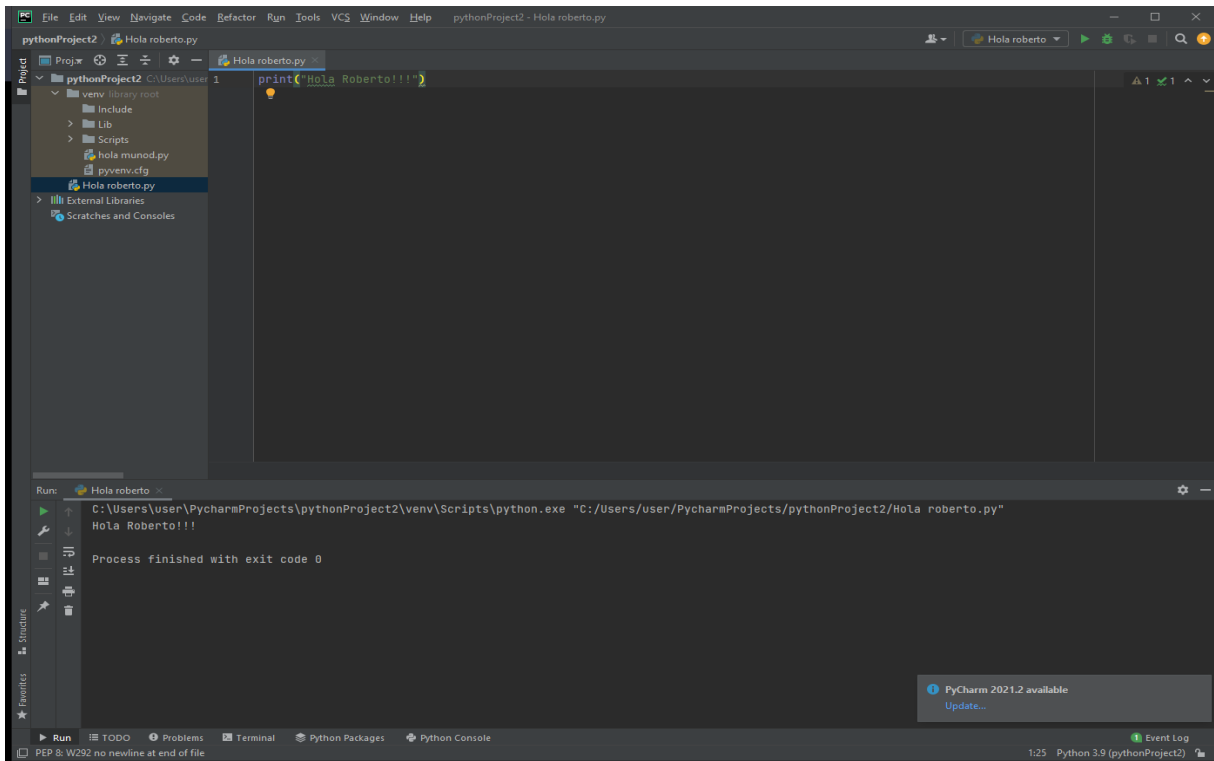 PC File Edit View Navigate Code Refactor Run Tools VCS Window Help pythonProject2 - Hola roberto.py
pythonProject2 Hola roberto.py Hola roberto
Project
Proj Hola roberto.py
pythonProject2 C:\Users\user 1 print("Hola Roberto!!!") 1 1
venv library root
Include
Lib
Scripts
hola munod.py
pyvenv.cfg
Hola roberto.py
External Libraries
Scratches and Consoles
Run: Hola roberto
C:\Users\user\PycharmProjects\pythonProject2\venv\Scripts\python.exe "C:/Users/user/PycharmProjects/pythonProject2/Hola roberto.py"
Hola Roberto!!!
Process finished with exit code 0
Structure
Favorites
PyCharm 2021.2 available
Update...
Run TODO Problems Terminal Python Packages Python Console 1 Event Log
PEP 8: W292 no newline at end of file 1:25 Python 3.9 (pythonProject2)